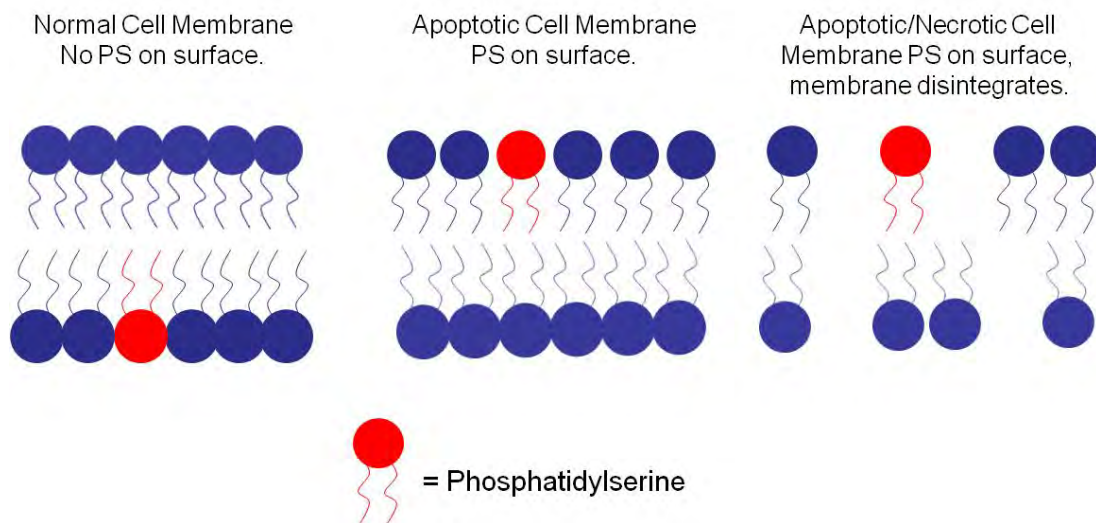 Normal Cell Membrane
No PS on surface.
Apoptotic Cell Membrane
PS on surface.
Apoptotic/Necrotic Cell
Membrane PS on surface,
membrane disintegrates.
= Phosphatidylserine